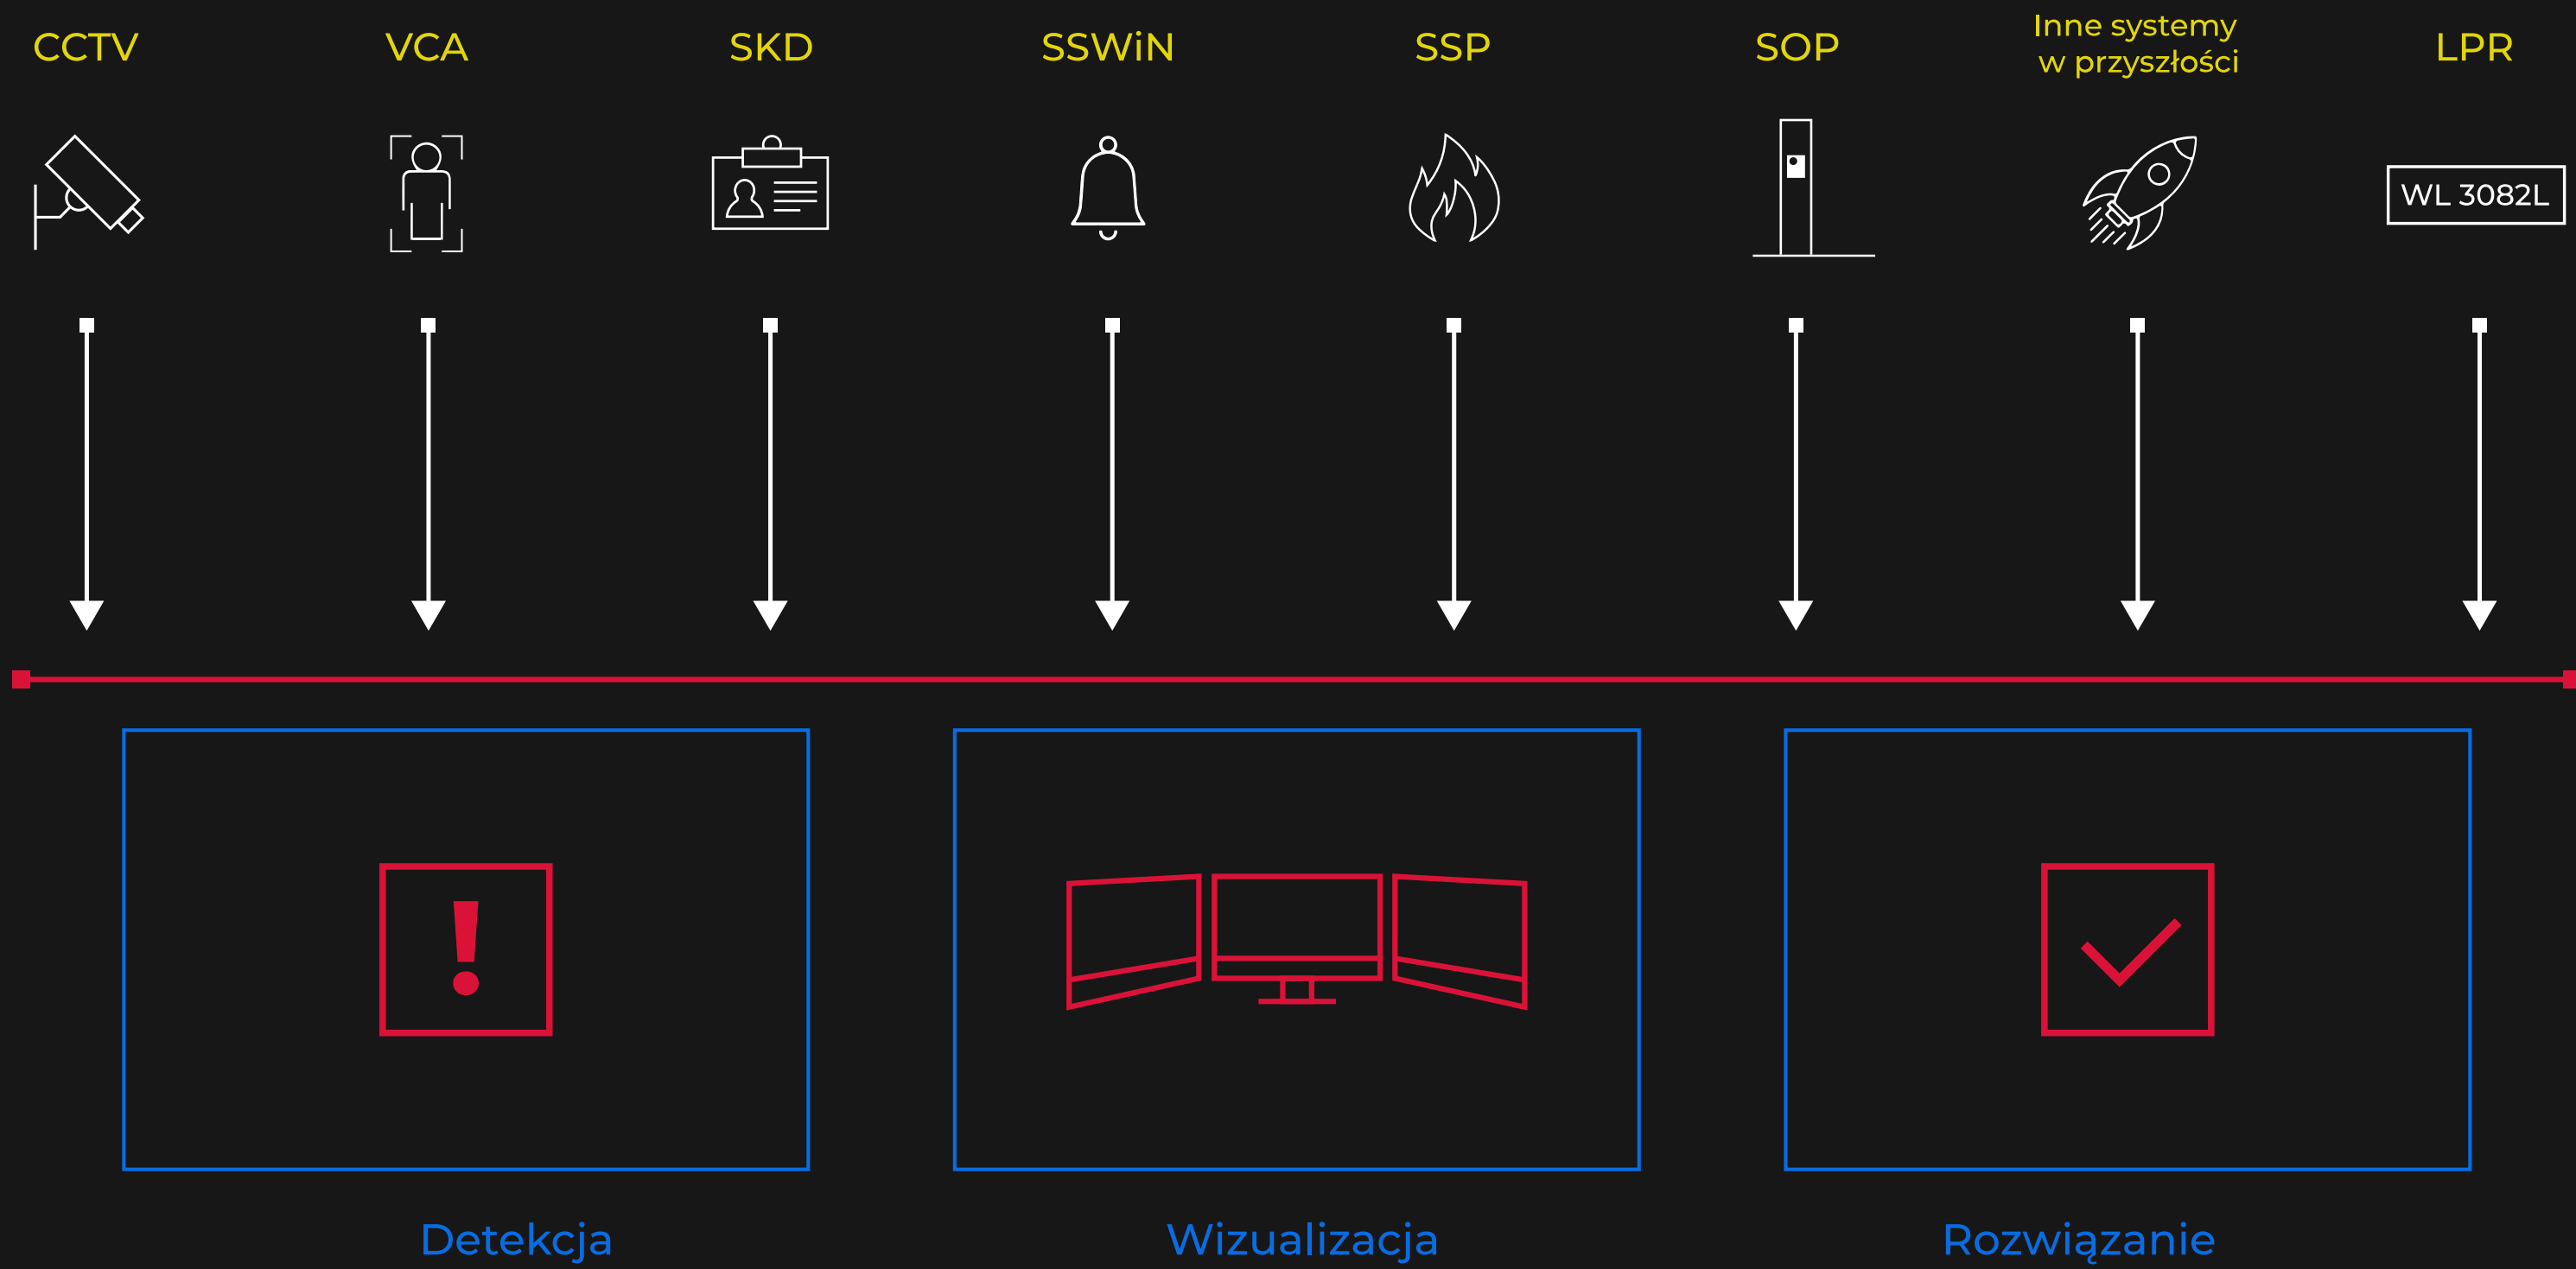 CCTV
VCA
SKD
SSWiN
SSP
SOP
Inne systemy
w przyszłości
LPR
WL 3082L
!
Detekcja
Wizualizacja
Rozwiązanie